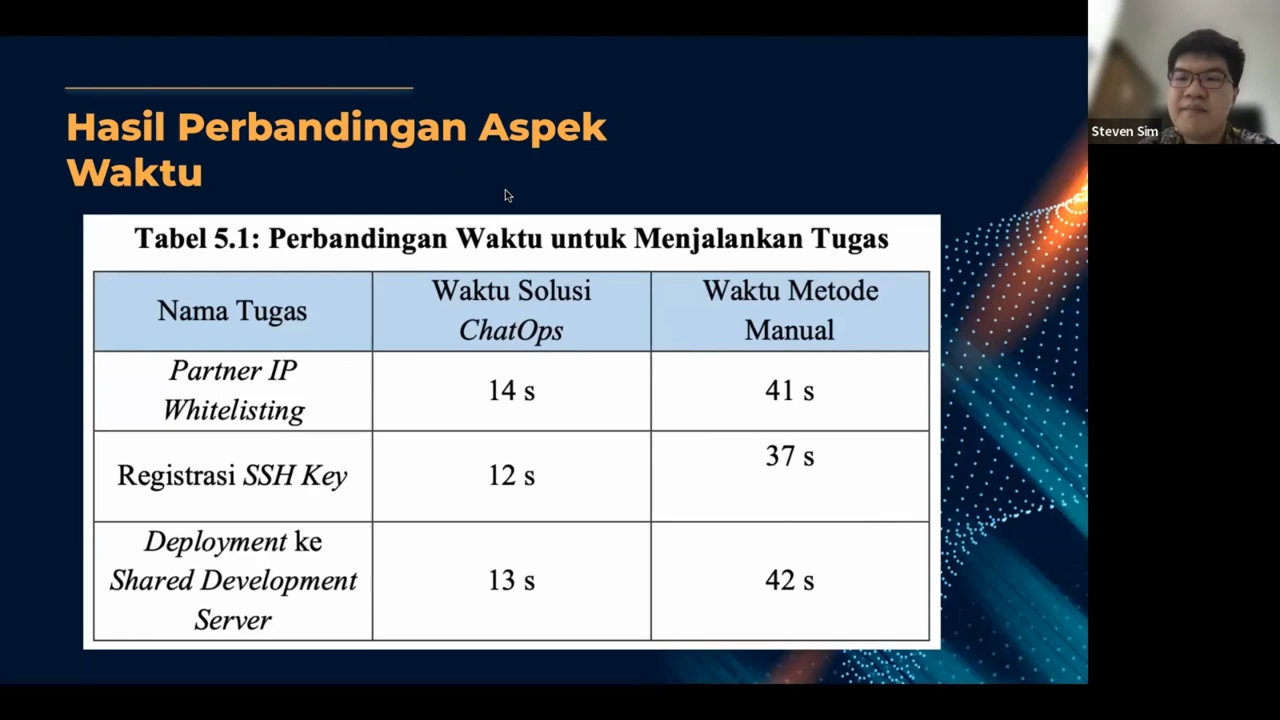 Hasil Perbandingan Aspek
Waktu
Steven Sim
Tabel 5.1: Perbandingan Waktu untuk Menjalankan Tugas
Nama Tugas
Waktu Solusi
ChatOps
Waktu Metode
Manual
Partner IP
Whitelisting
14 s
41 s
Registrasi SSH Key
12 s
37 s
Deployment ke
Shared Development
Server
13 s
42 s